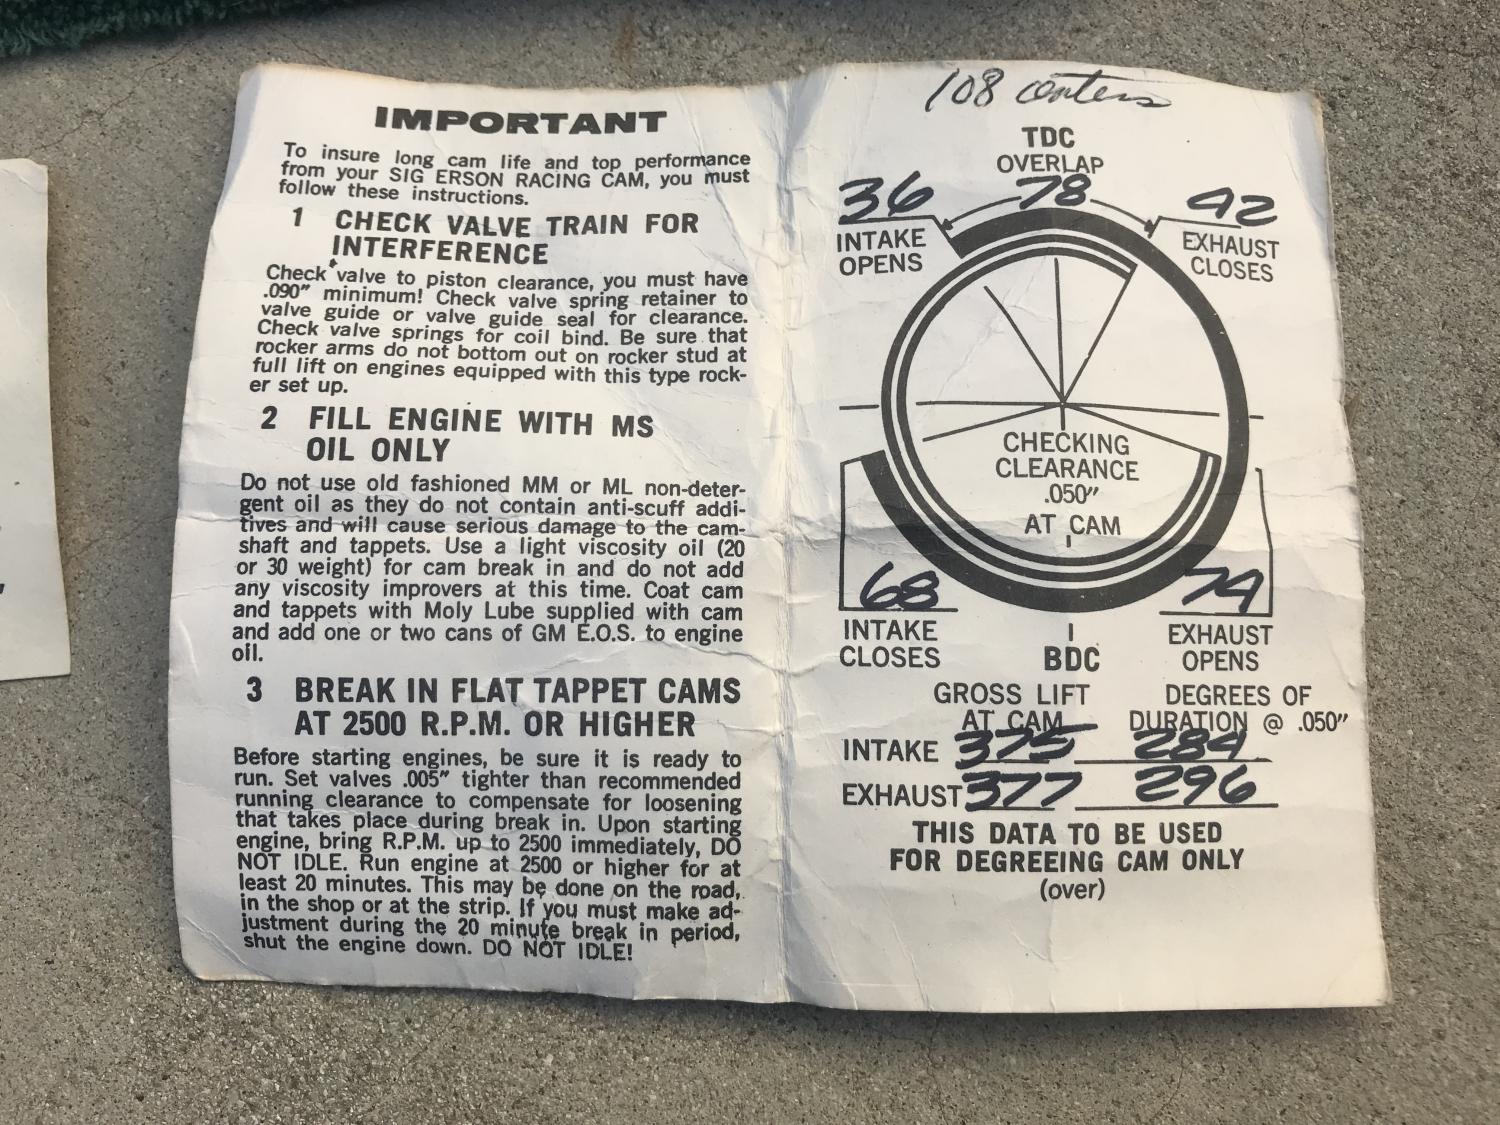 IMPORTANT
To insure long cam life and top performance
from your SIG ERSON RACING CAM, you must
follow these instructions.
1 CHECK VALVE TRAIN FOR
INTERFERENCE
Check valve to piston clearance, you must have
.090" minimum! Check valve spring retainer to
valve guide or valve guide seal for clearance.
Check valve springs for coil bind. Be sure that
rocker arms do not bottom out on rocker stud at
full lift on engines equipped with this type rock-
er set up.
2 FILL ENGINE WITH MS
OIL ONLY
Do not use old fashioned MM or ML non-deter-
gent oil as they do not contain anti-scuff addi-
tives and will cause serious damage to the cam-
shaft and tappets. Use a light viscosity oil (20
or 30 weight) for cam break in and do not add
any viscosity improvers at this time. Coat cam
and tappets with Moly Lube supplied with cam
and add one or two cans of GM E.O.S. to engine
oil.
3 BREAK IN FLAT TAPPET CAMS
AT 2500 R.P.M. OR HIGHER
Before starting engines, be sure it is ready to
run. Set valves .005" tighter than recommended
running clearance to compensate for loosening
that takes place during break in. Upon starting
engine, bring R.P.M. up to 2500 immediately, DO
NOT IDLE. Run engine at 2500 or higher for at
least 20 minutes. This may be done on the road,
in the shop or at the strip. If you must make ad-
justment during the 20 minute break in period,
shut the engine down. DO NOT IDLE!
108 centers
TDC
OVERLAP
36 78 42
INTAKE
OPENS
EXHAUST
CLOSES
CHECKING
CLEARANCE
.050"
AT CAM
68 74
INTAKE
CLOSES
BDC
EXHAUST
OPENS
GROSS LIFT
AT CAM
DEGREES OF
DURATION @ .050"
INTAKE 375 284
EXHAUST 377 296
THIS DATA TO BE USED
FOR DEGREEING CAM ONLY
(over)